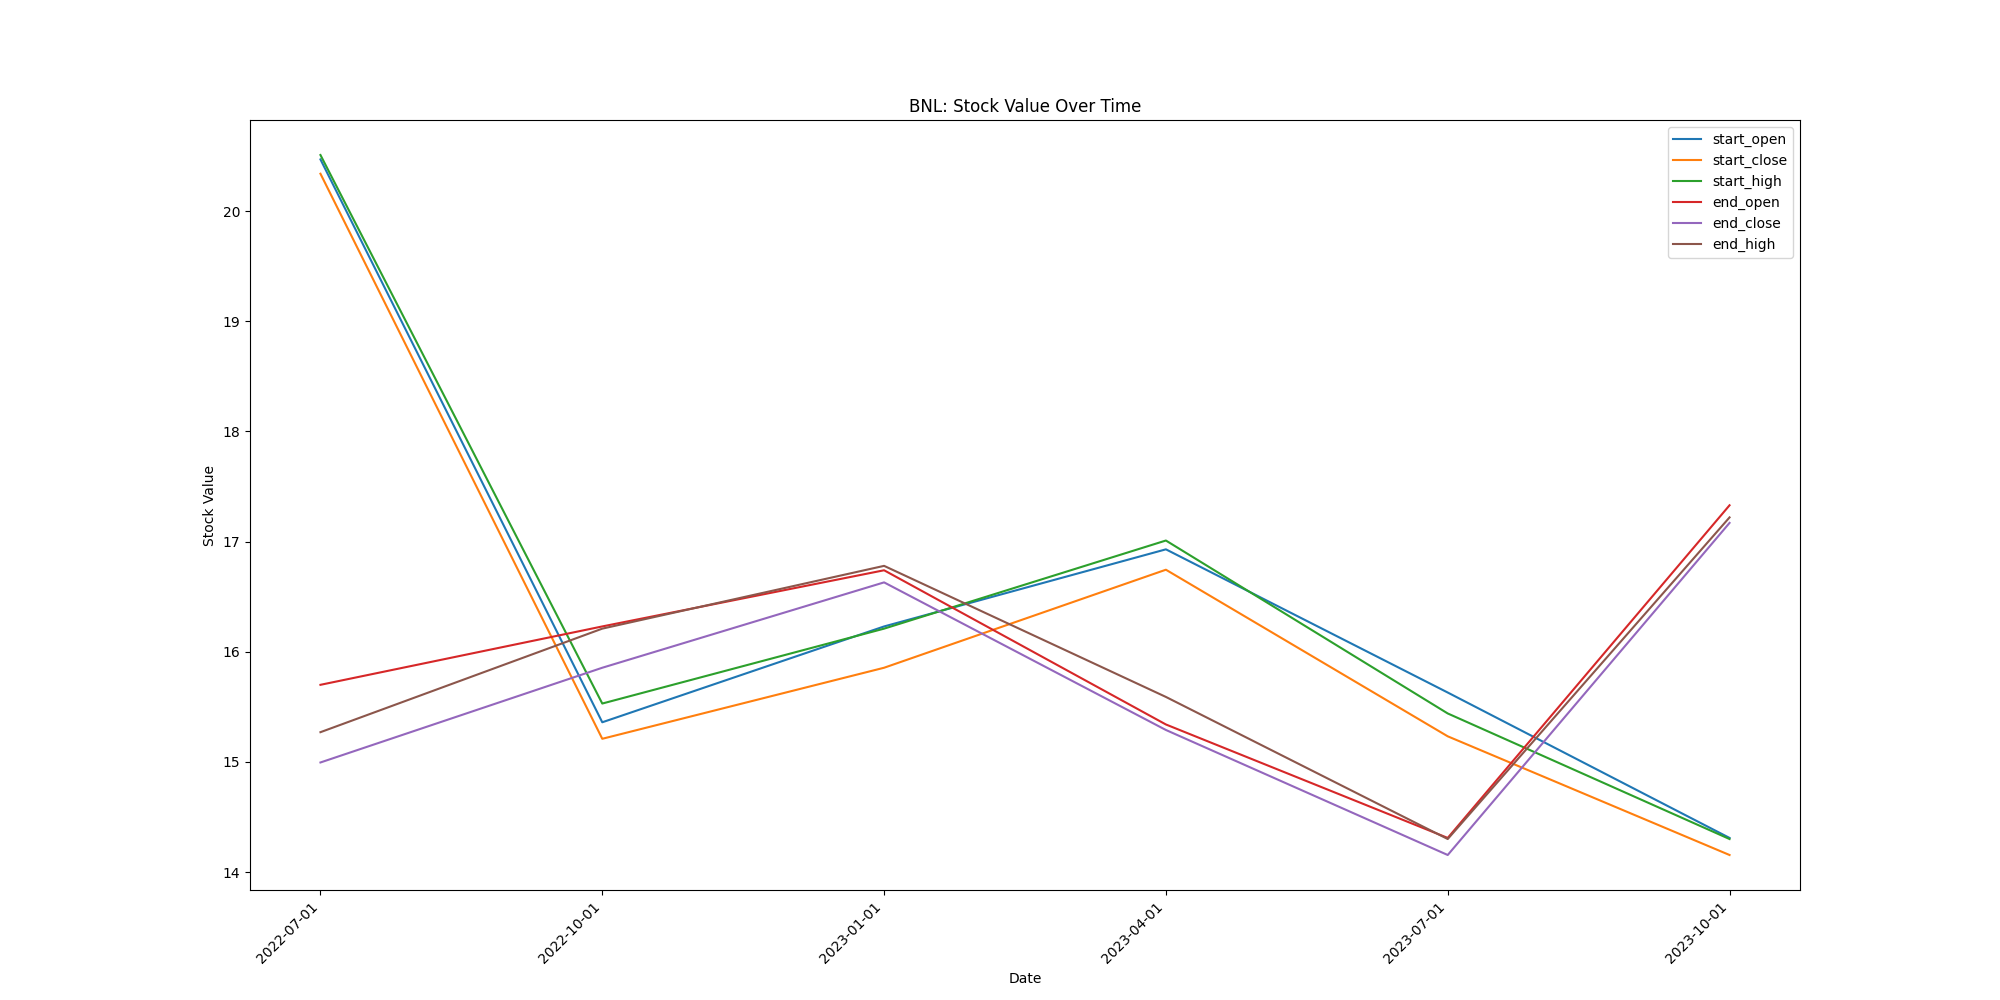 BNL: Stock Value Over Time
start_open
start_close
start_high
end_open
end_close
end_high
Stock Value
20
19
18
17
16
15
14
2022-07-01
2022-10-01
2023-01-01
2023-04-01
2023-07-01
2023-10-01
Date